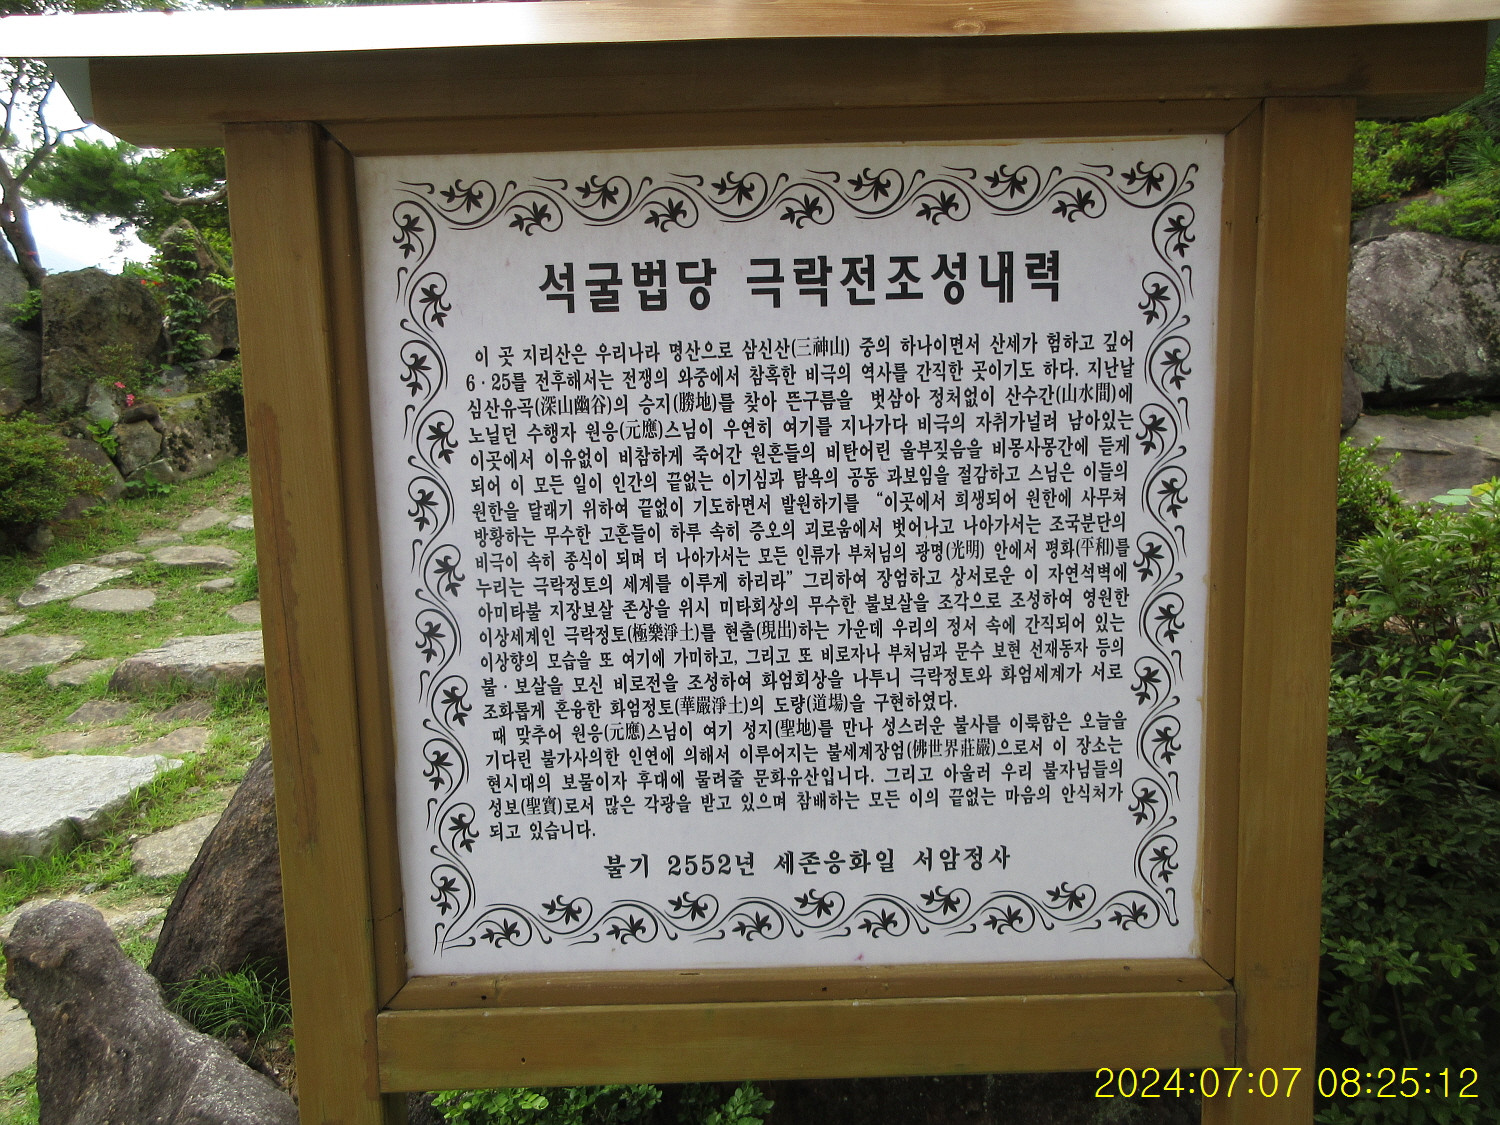 석굴법당 극락전조성내력
이 곳 지리산은 우리나라 명산으로 삼신산(三神山) 중의 하나이면서 산세가 험하고 깊어
6·25를 전후해서는 전쟁의 와중에서 참혹한 비극의 역사를 간직한 곳이기도 하다. 지난날
심산유곡(深山幽谷)의 승지(勝地)를 찾아 뜬구름을 벗삼아 정처없이 산수간(山水間)에
노닐던 수행자 원응(元應)스님이 우연히 여기를 지나가다 비극의 자취가널려 남아있는
이곳에서 이유없이 비참하게 죽어간 원혼들의 비탄어린 울부짖음을 비몽사몽간에 듣게
되어 이 모든 일이 인간의 끝없는 이기심과 탐욕의 공동 과보임을 절감하고 스님은 이들의
원한을 달래기 위하여 끝없이 기도하면서 발원하기를 “이곳에서 희생되어 원한에 사무쳐
방황하는 무수한 고혼들이 하루 속히 증오의 괴로움에서 벗어나고 나아가서는 조국분단의
비극이 속히 종식이 되며 더 나아가서는 모든 인류가 부처님의 광명(光明) 안에서 평화(平和)를
누리는 극락정토의 세계를 이루게 하리라” 그리하여 장엄하고 상서로운 이 자연석벽에
아미타불 지장보살 존상을 위시 미타회상의 무수한 불보살을 조각으로 조성하여 영원한
이상세계인 극락정토(極樂淨土)를 현출(現出)하는 가운데 우리의 정서 속에 간직되어 있는
이상향의 모습을 또 여기에 가미하고, 그리고 또 비로자나 부처님과 문수 보현 선재동자 등의
불·보살을 모신 비로전을 조성하여 화엄회상을 나투니 극락정토와 화엄세계가 서로
조화롭게 혼융한 화엄정토(華嚴淨土)의 도량(道場)을 구현하였다.
때 맞추어 원응(元應)스님이 여기 성지(聖地)를 만나 성스러운 불사를 이룩함은 오늘을
기다린 불가사의한 인연에 의해서 이루어지는 불세계장엄(佛世界莊嚴)으로서 이 장소는
현시대의 보물이자 후대에 물려줄 문화유산입니다. 그리고 아울러 우리 불자님들의
성보(聖寶)로서 많은 각광을 받고 있으며 참배하는 모든 이의 끝없는 마음의 안식처가
되고 있습니다.
불기 2552년 세존응화일 서암정사
2024:07:07 08:25:12